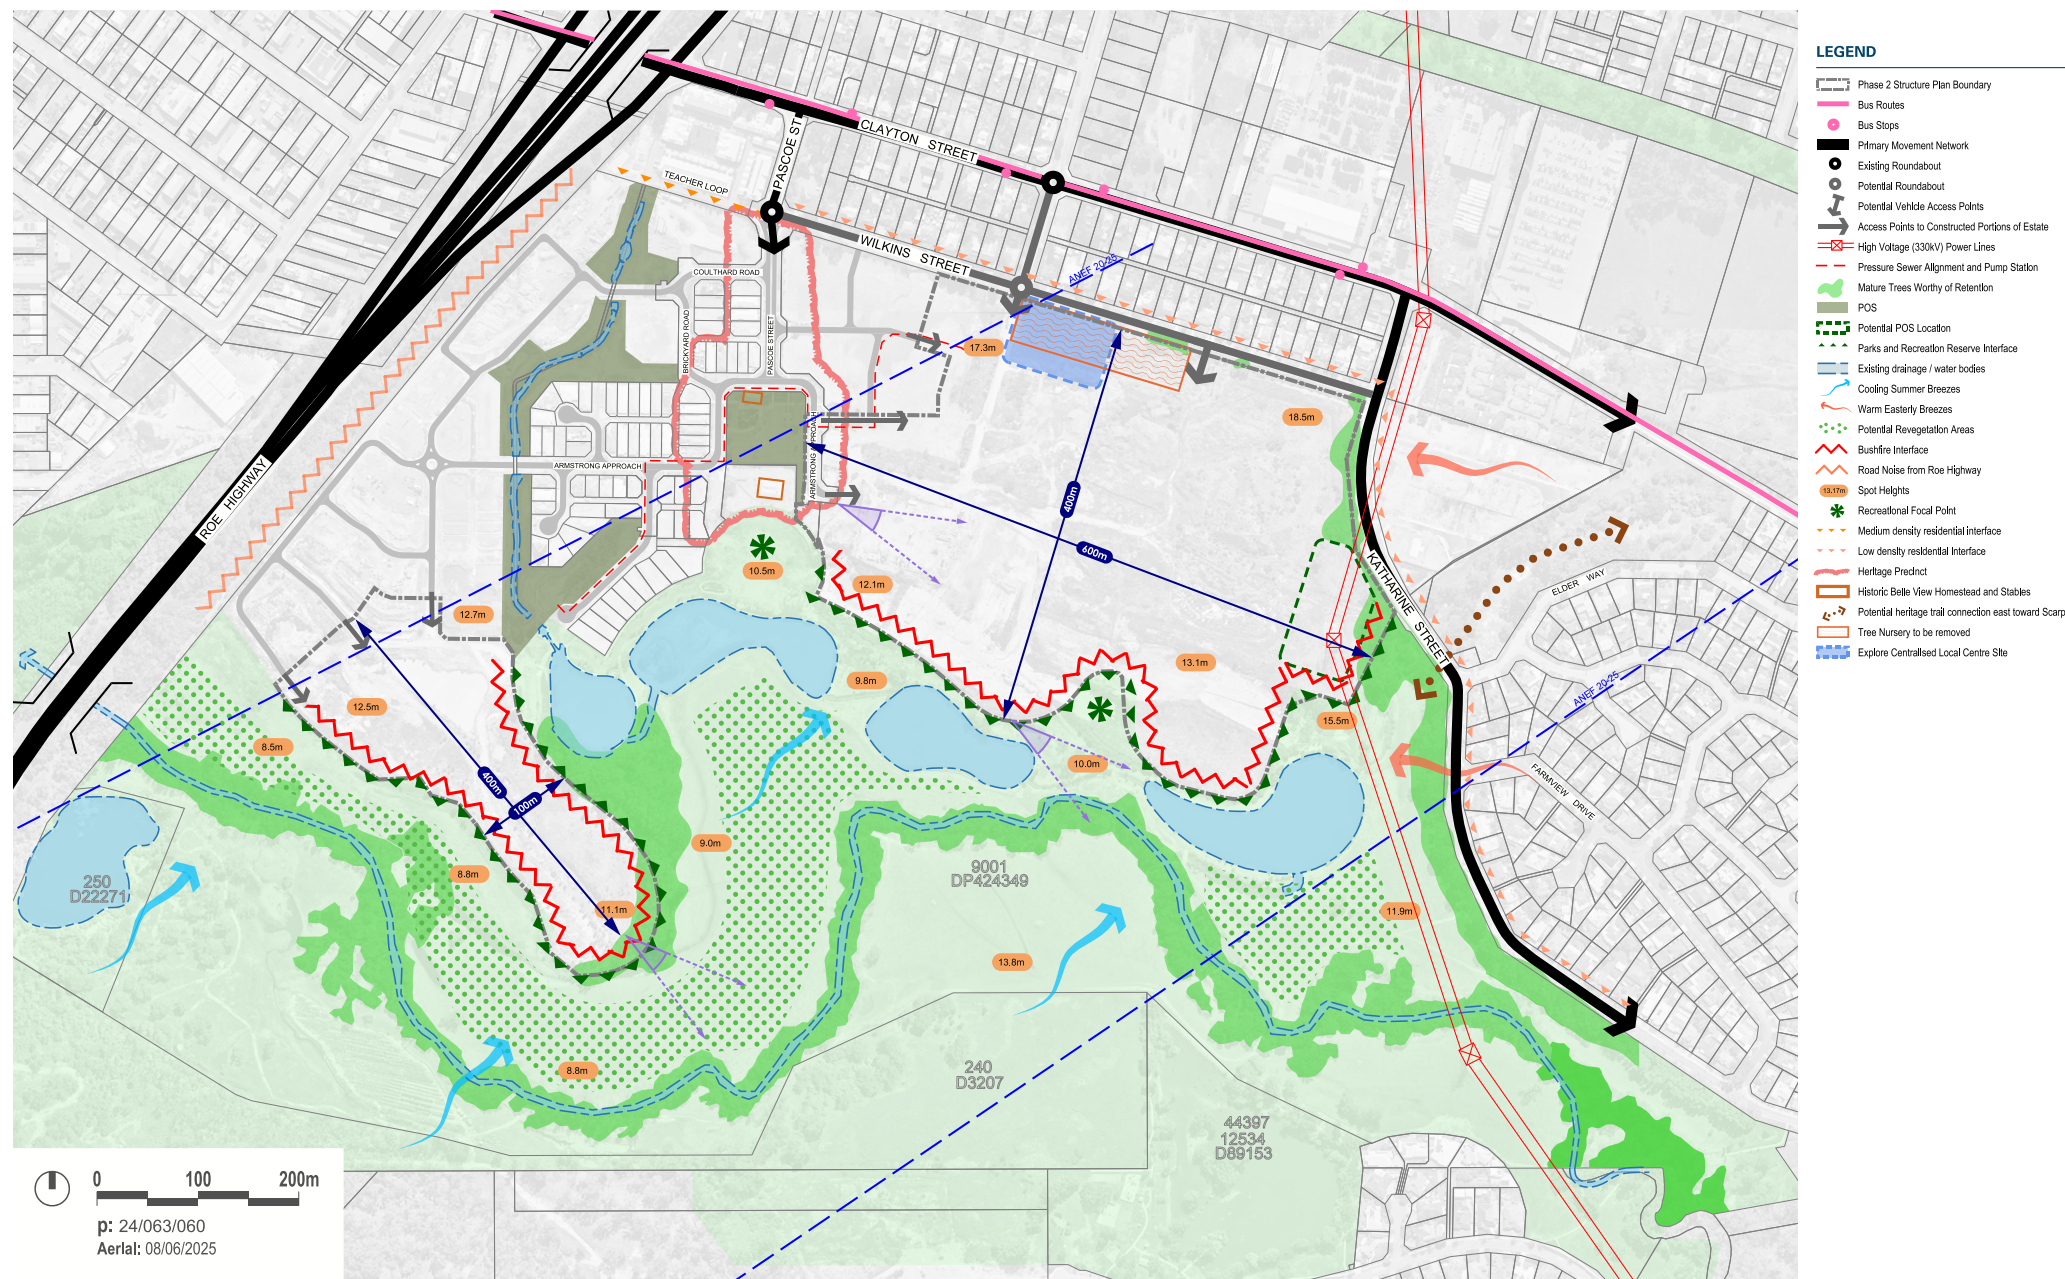 LEGEND
Phase 2 Structure Plan Boundary
Bus Routes
Bus Stops
Primary Movement Network
Existing Roundabout
Potential Roundabout
Potential Vehicle Access Points
Access Points to Constructed Portions of Estate
High Voltage (330kV) Power Lines
Pressure Sewer Alignment and Pump Station
Mature Trees Worthy of Retention
POS
Potential POS Location
Parks and Recreation Reserve Interface
Existing drainage / water bodies
Cooling Summer Breezes
Warm Easterly Breezes
Potential Revegetation Areas
Bushfire Interface
Road Noise from Roe Highway
13.17m
Spot Heights
Recreational Focal Point
Medium density residential interface
Low density residential Interface
Heritage Precinct
Historic Belle View Homestead and Stables
Potential heritage trail connection east toward Scarp
Tree Nursery to be removed
Explore Centralised Local Centre Site
CLAYTON STREET
PASCOE ST
TEACHER LOOP
WILKINS STREET
ANEF 20-25
COULTHARD ROAD
BRICKYARD ROAD
PASCOE STREET
17.3m
18.5m
ARMSTRONG APPROACH
ARMSTRONG APPROACH
ROE HIGHWAY
400m
600m
KATHARINE STREET
ELDER WAY
10.5m
12.1m
12.7m
13.1m
9.8m
12.5m
15.5m
ANEF 20-25
8.5m
10.0m
FARMVIEW DRIVE
400m
100m
9.0m
8.8m
250
D22271
9001
DP424349
11.1m
11.9m
13.8m
8.8m
240
D3207
44397
12534
D89153
0 100 200m
p: 24/063/060
Aerial: 08/06/2025